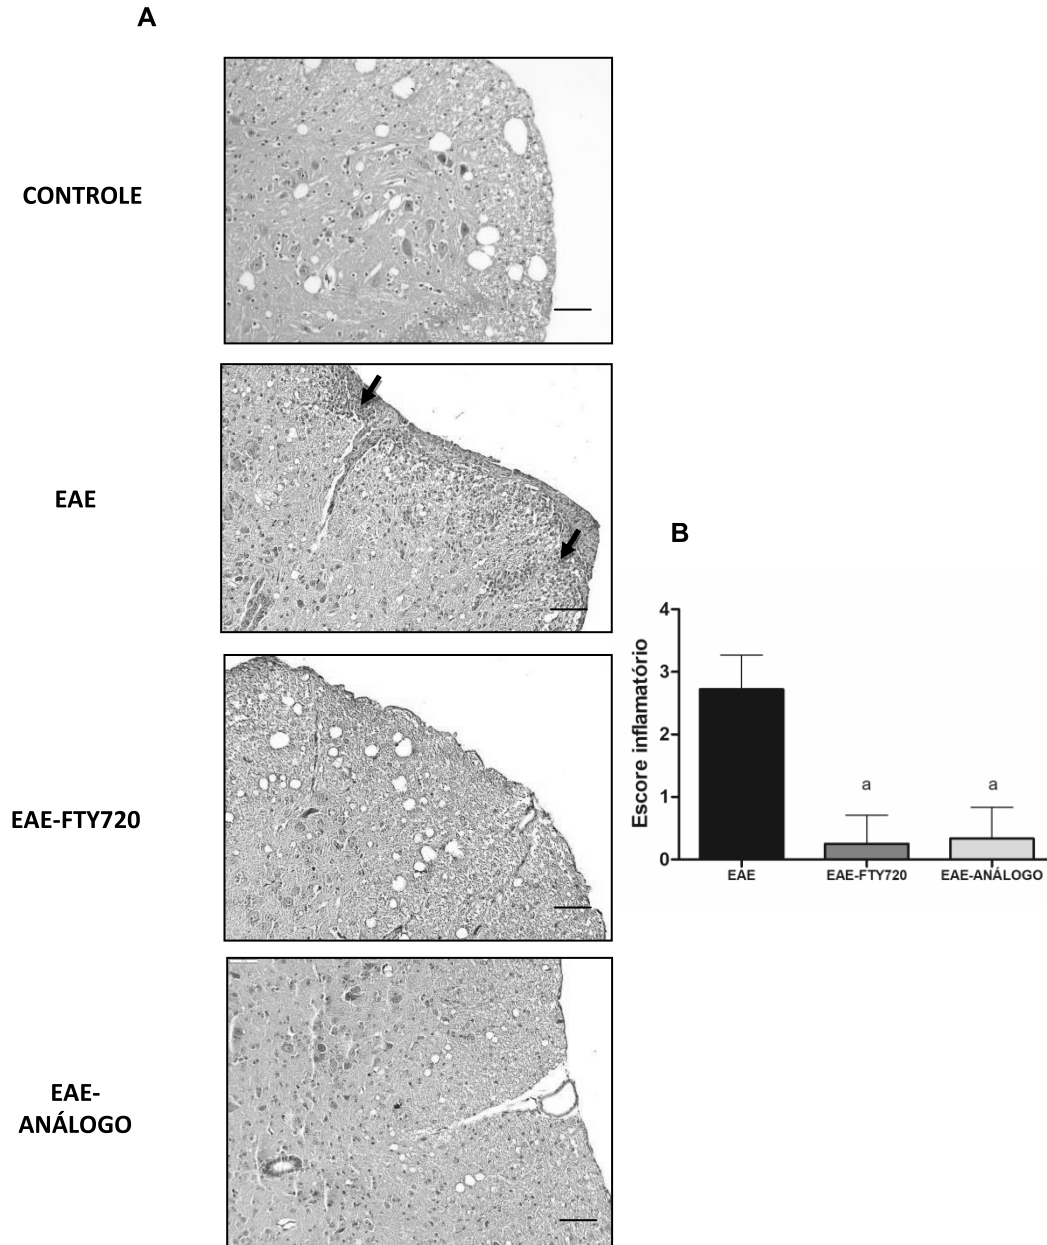 A
CONTROLE
EAE
EAE-FTY720
EAE-
ANÁLOGO
B
Escore inflamatório
4
3
2
1
0
a
a
EAE
EAE-FTY720
EAE-ANÁLOGO